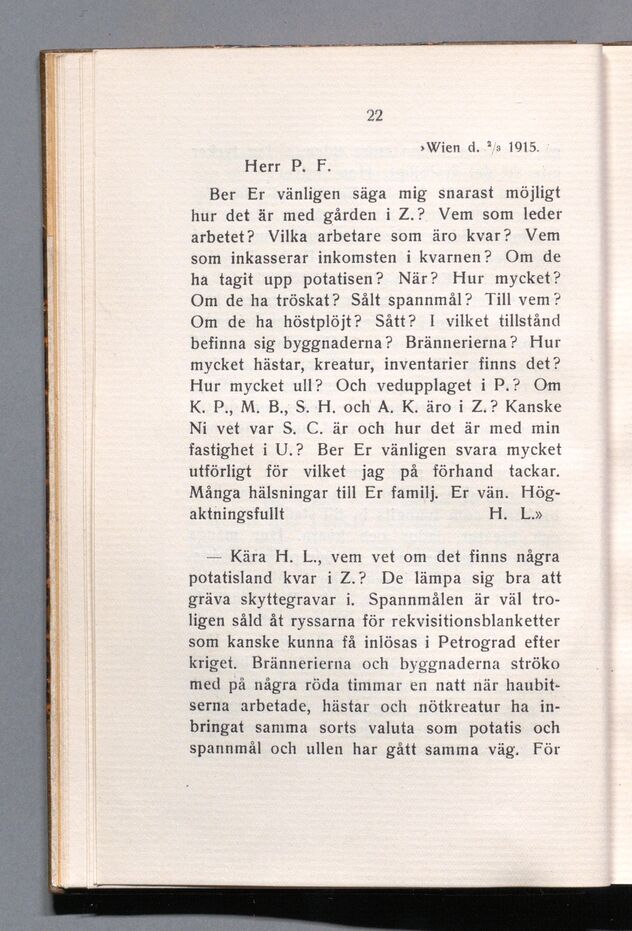 22
»Wien d. ²/₃ 1915.
Herr P. F.
Ber Er vänligen säga mig snarast möjligt
hur det är med gården i Z.? Vem som leder
arbetet? Vilka arbetare som äro kvar? Vem
som inkasserar inkomsten i kvarnen? Om de
ha tagit upp potatisen? När? Hur mycket?
Om de ha tröskat? Sålt spannmål? Till vem?
Om de ha höstplöjt? Sått? I vilket tillstånd
befinna sig byggnaderna? Brännerierna? Hur
mycket hästar, kreatur, inventarier finns det?
Hur mycket ull? Och vedupplaget i P.? Om
K. P., M. B., S. H. och A. K. äro i Z.? Kanske
Ni vet var S. C. är och hur det är med min
fastighet i U.? Ber Er vänligen svara mycket
utförligt för vilket jag på förhand tackar.
Många hälsningar till Er familj. Er vän. Hög-
aktningsfullt H. L.»
— Kära H. L., vem vet om det finns några
potatisland kvar i Z.? De lämpa sig bra att
gräva skyttegravar i. Spannmålen är väl tro-
ligen såld åt ryssarna för rekvisitionsblanketter
som kanske kunna få inlösas i Petrograd efter
kriget. Brännerierna och byggnaderna ströko
med på några röda timmar en natt när haubit-
serna arbetade, hästar och nötkreatur ha in-
bringat samma sorts valuta som potatis och
spannmål och ullen har gått samma väg. För